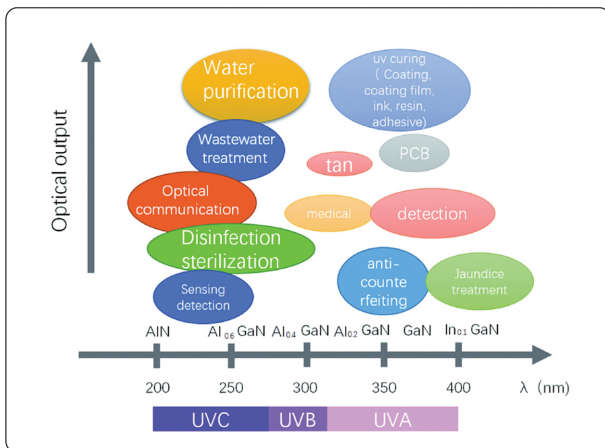 Optical output
Water
purification
uv curing
( Coating,
coating film,
ink, resin,
adhesive)
Wastewater
treatment
tan
PCB
Optical
communication
medical
detection
Disinfection
sterilization
Sensing
detection
anti-
counte
rfeiting
Jaundice
treatment
AlN Al0.6 GaN Al0.4 GaN Al0.2 GaN GaN In0.1 GaN
200 250 300 350 400 λ (nm)
UVC UVB UVA